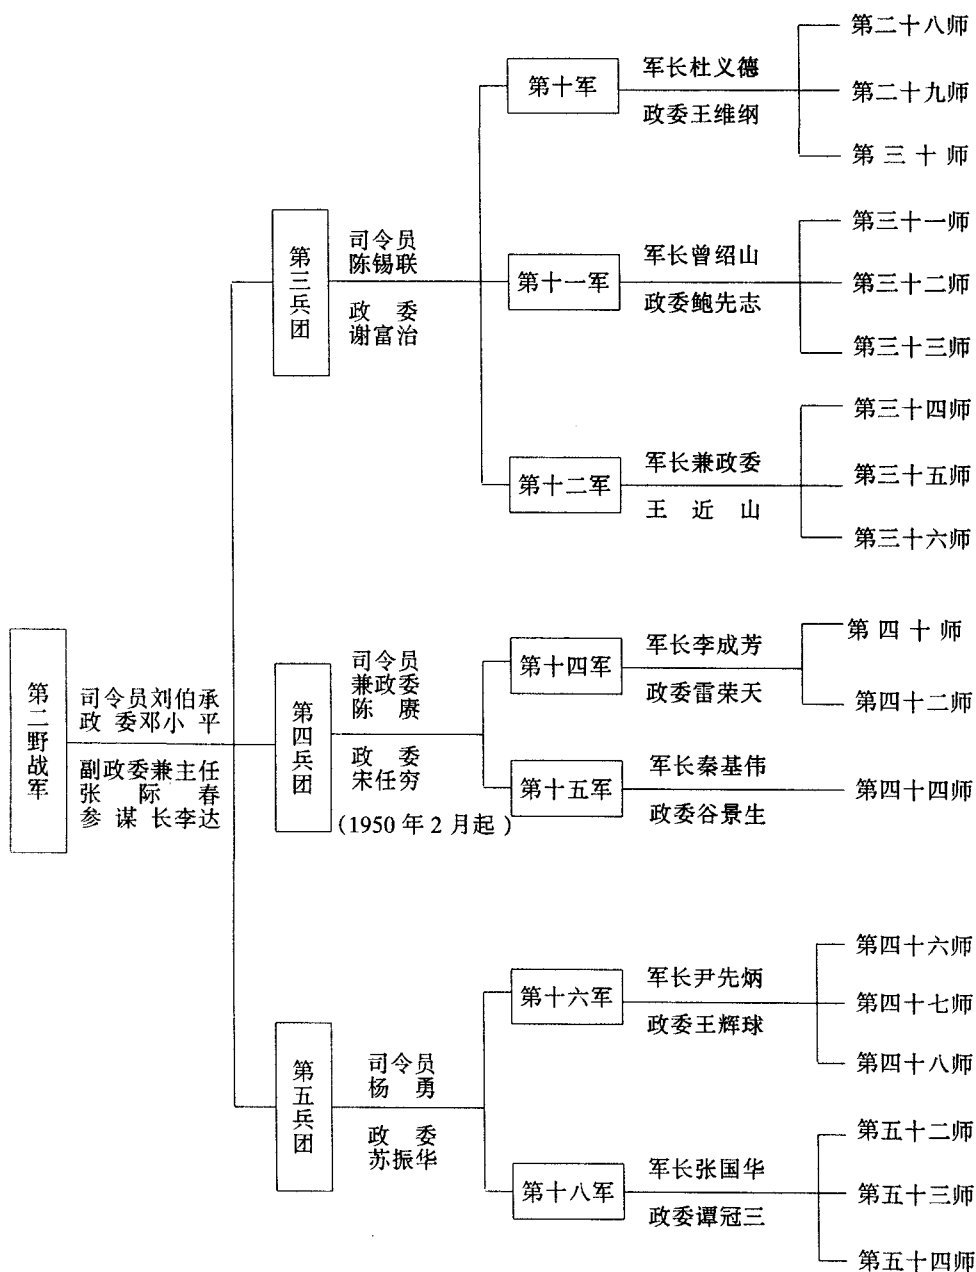 第二野战军
司令员刘伯承
政委邓小平
副政委兼主任
张际春
参谋长李达
第三兵团
司令员
陈锡联
政委
谢富治
第十军
军长杜义德
政委王维纲
第二十八师
第二十九师
第三十师
第十一军
军长曾绍山
政委鲍先志
第三十一师
第三十二师
第三十三师
第十二军
军长兼政委
王近山
第三十四师
第三十五师
第三十六师
第四兵团
司令员
兼政委
陈赓
政委
宋任穷
(1950年2月起)
第十四军
军长李成芳
政委雷荣天
第四十师
第四十二师
第十五军
军长秦基伟
政委谷景生
第四十四师
第五兵团
司令员
杨勇
政委
苏振华
第十六军
军长尹先炳
政委王辉球
第四十六师
第四十七师
第四十八师
第十八军
军长张国华
政委谭冠三
第五十二师
第五十三师
第五十四师